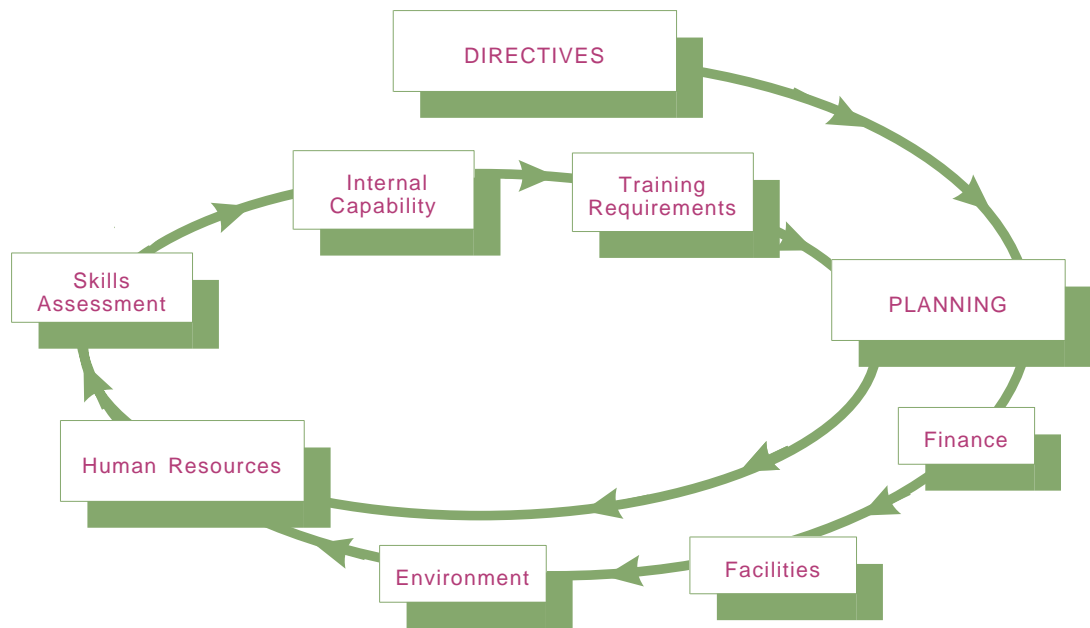 DIRECTIVES
Internal
Capability
Training
Requirements
Skills
Assessment
PLANNING
Finance
Human Resources
Facilities
Environment